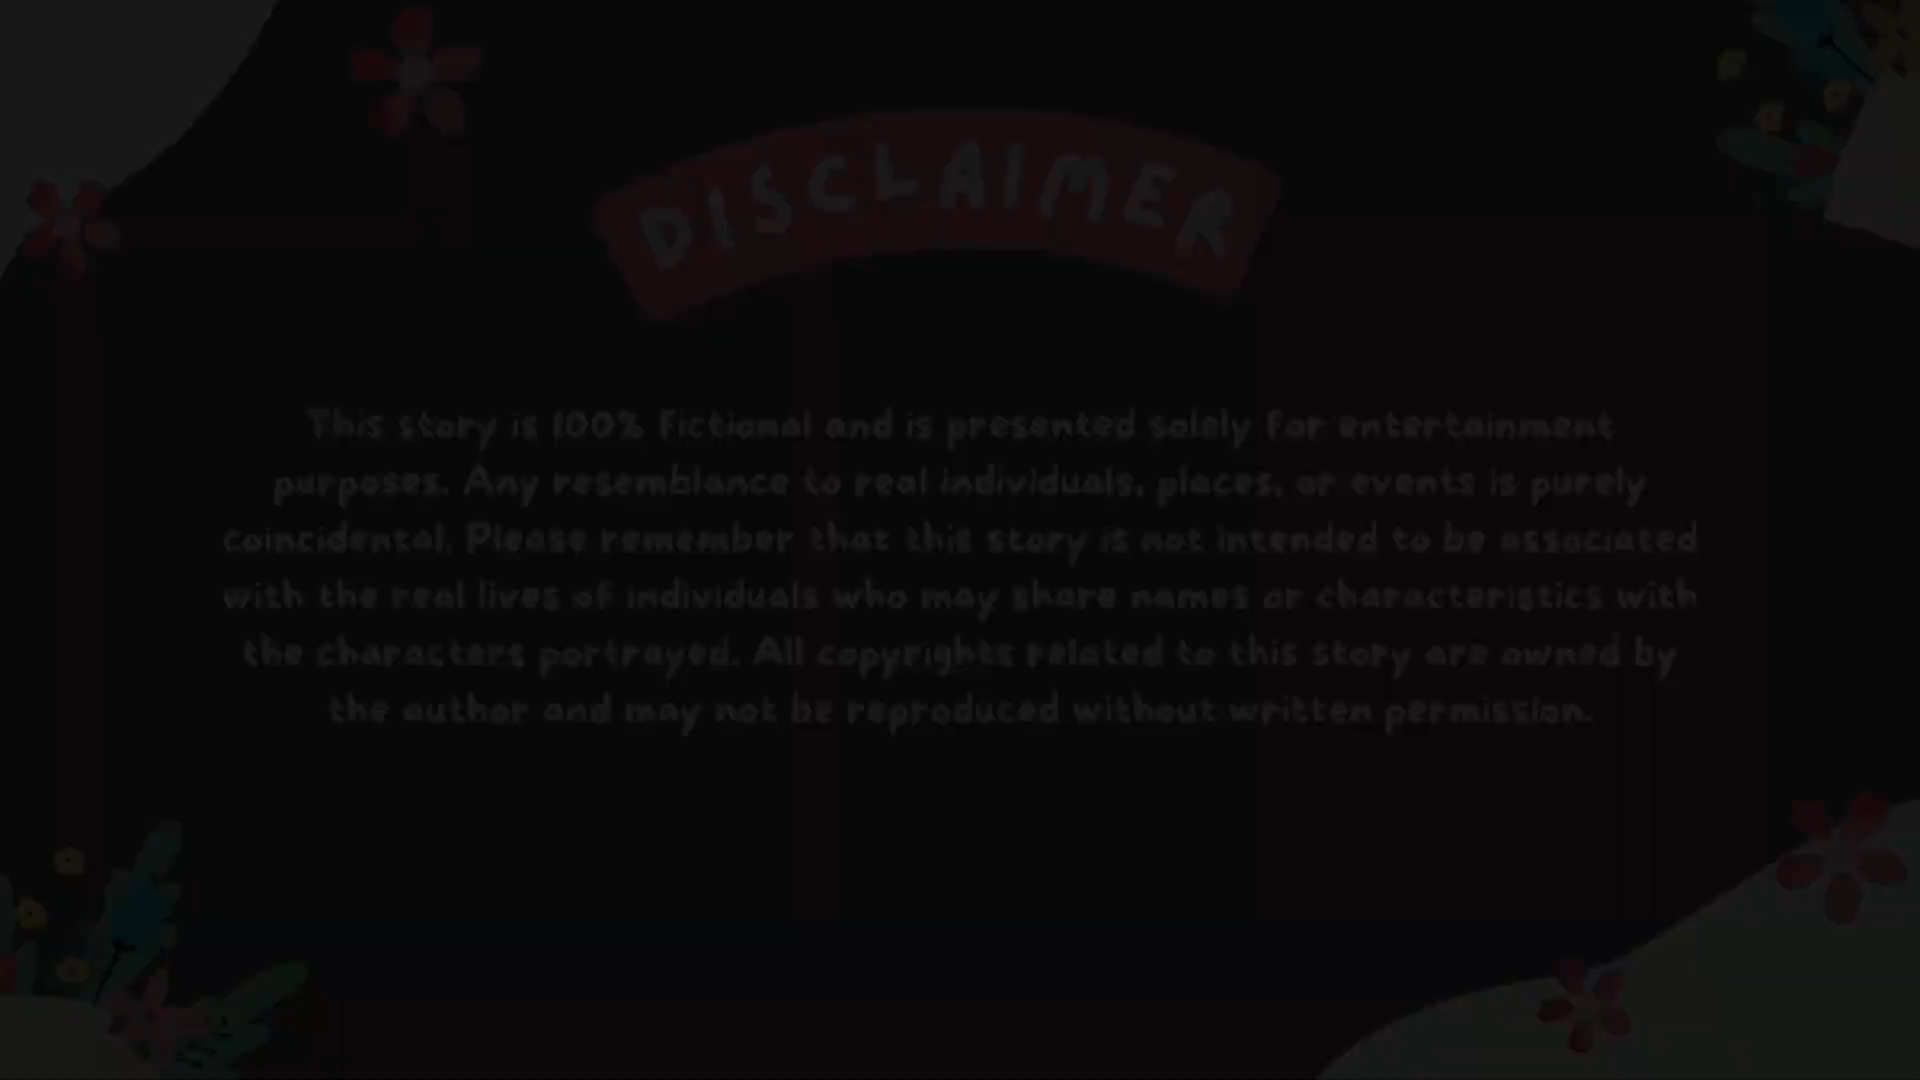 DISCLAIMER
This story is 100% fictional and is presented solely for entertainment
purposes. Any resemblance to real individuals, places, or events is purely
coincidental. Please remember that this story is not intended to be associated
with the real lives of individuals who may share names or characteristics with
the characters portrayed. All copyrights related to this story are owned by
the author and may not be reproduced without written permission.